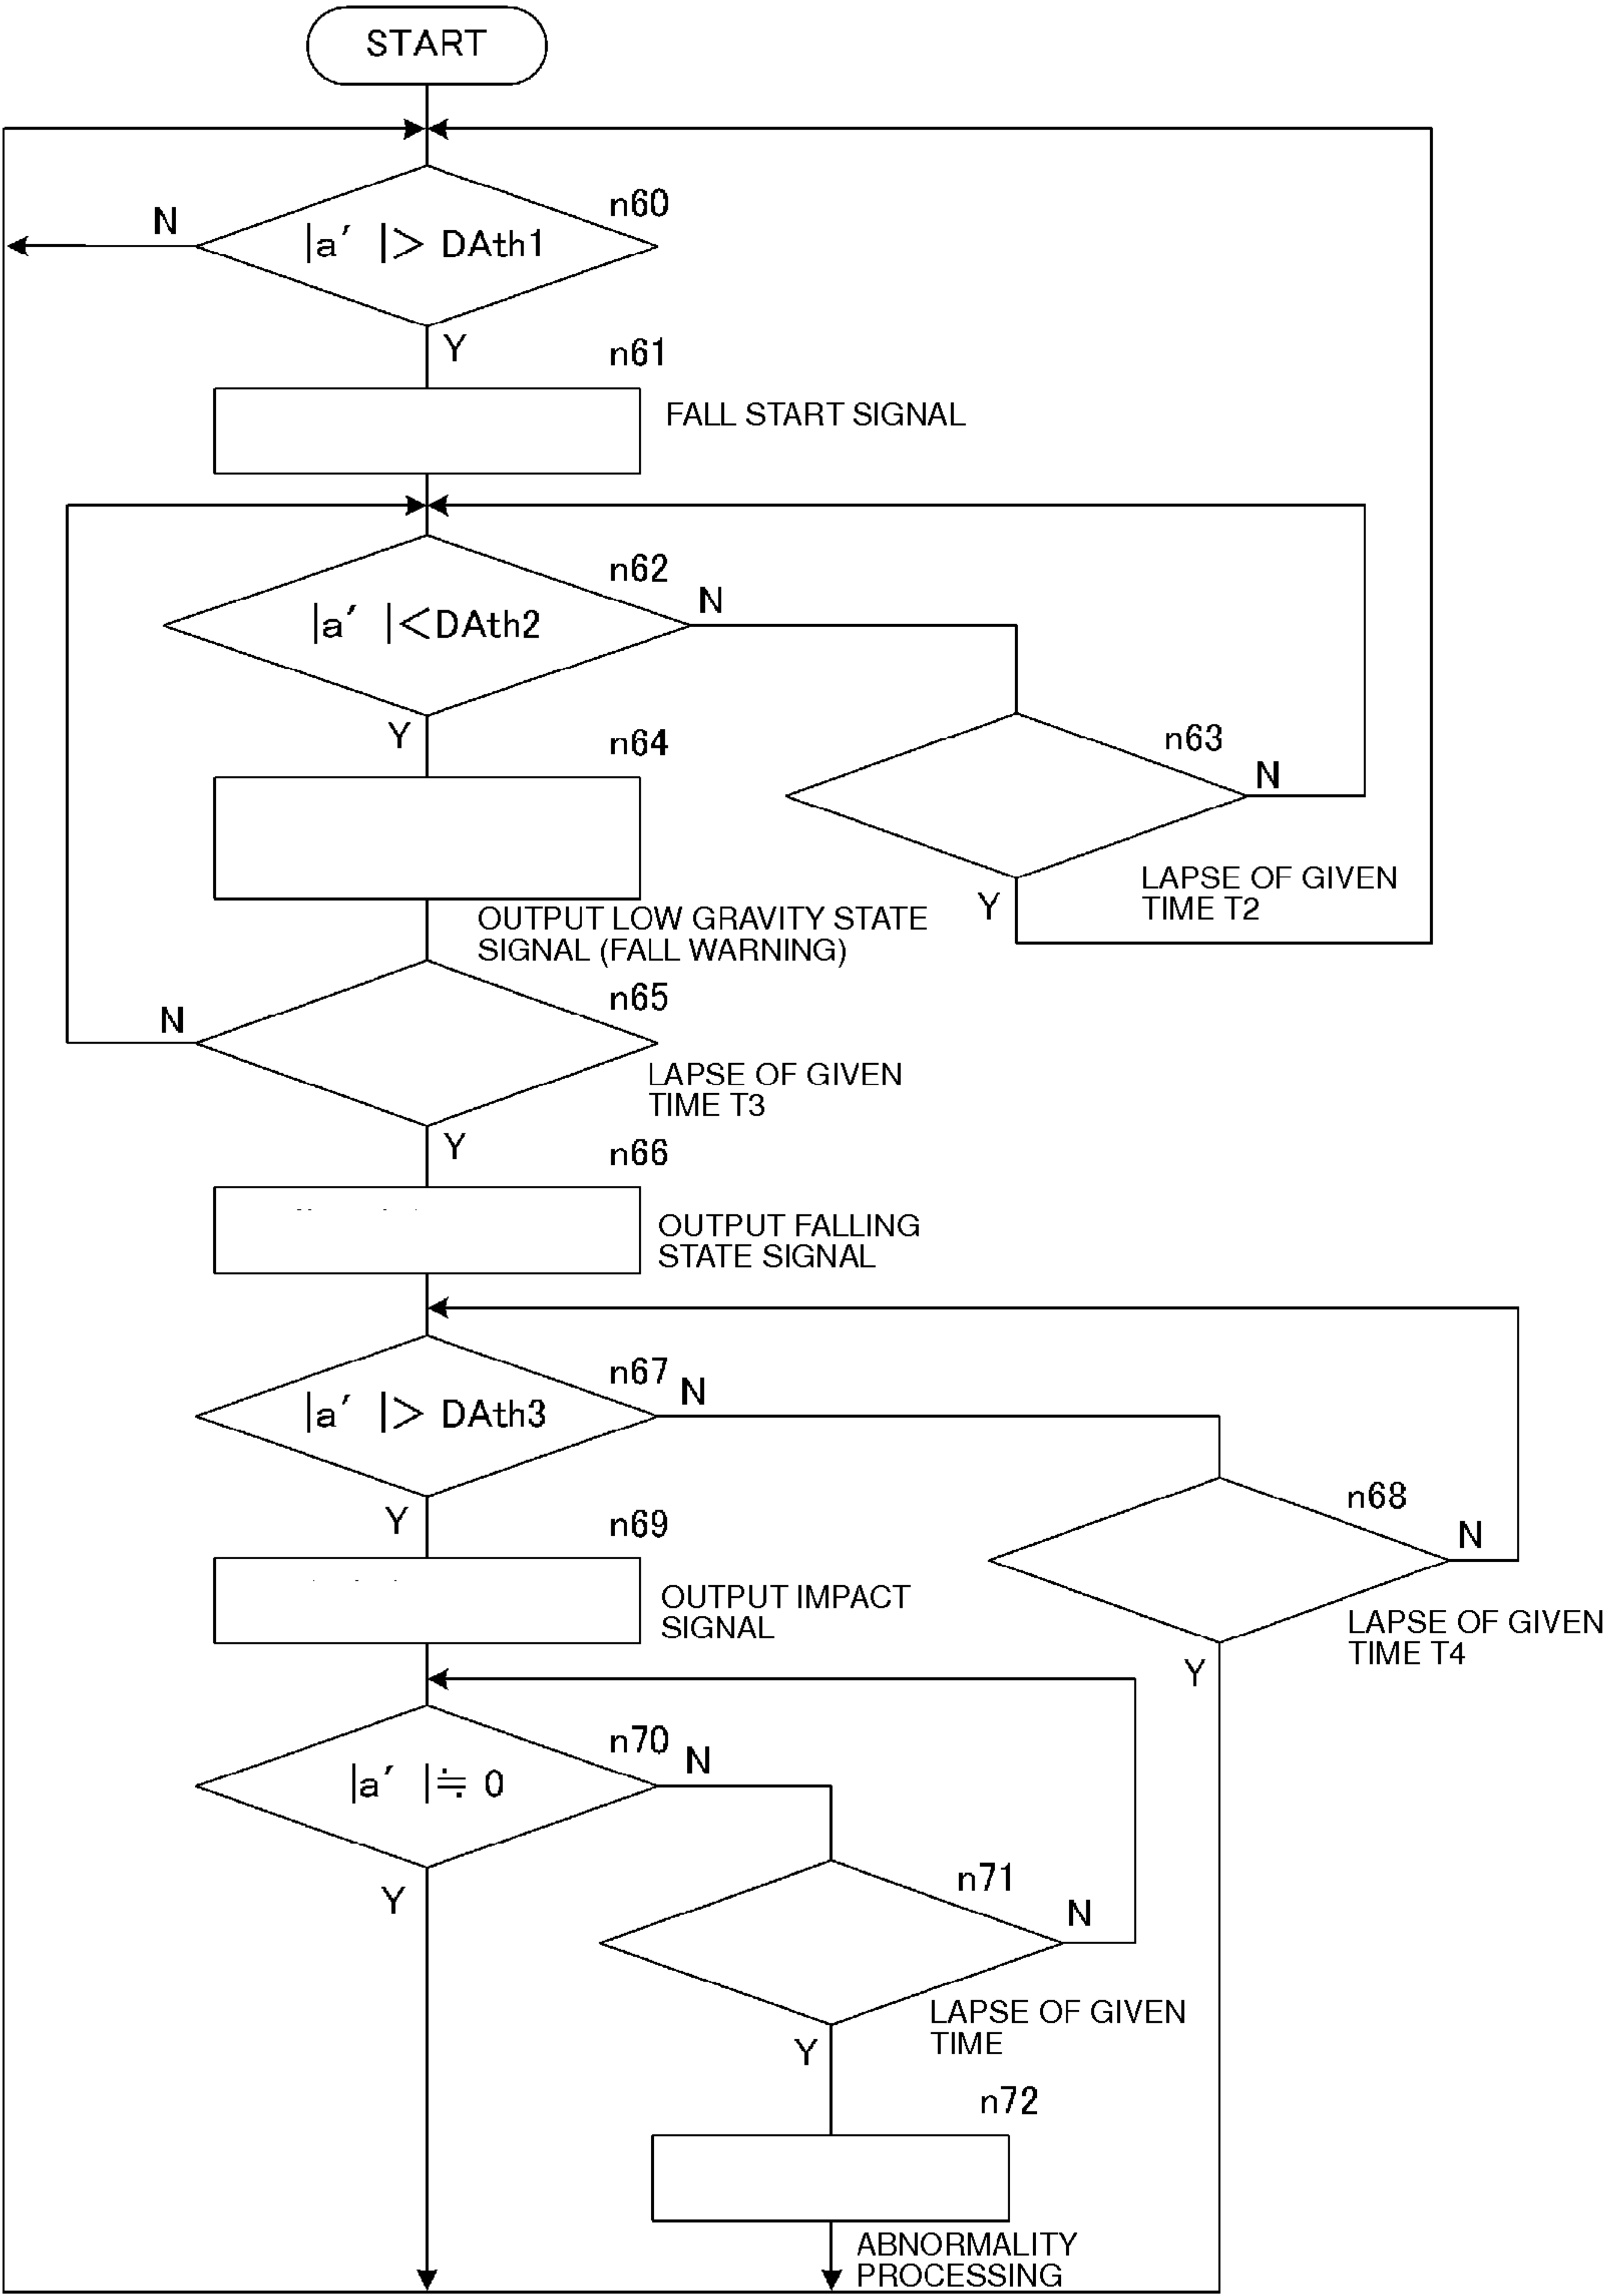 START
N
n60
|a′ |> DAth1
Y
n61
FALL START SIGNAL
n62
N
|a′ |<DAth2
Y
n64
n63
N
LAPSE OF GIVEN
TIME T2
Y
OUTPUT LOW GRAVITY STATE
SIGNAL (FALL WARNING)
n65
N
LAPSE OF GIVEN
TIME T3
Y
n66
OUTPUT FALLING
STATE SIGNAL
n67
N
|a′ |> DAth3
Y
n69
n68
N
OUTPUT IMPACT
SIGNAL
LAPSE OF GIVEN
TIME T4
Y
n70
N
|a′ |≒ 0
Y
n71
N
LAPSE OF GIVEN
TIME
Y
n72
ABNORMALITY
PROCESSING